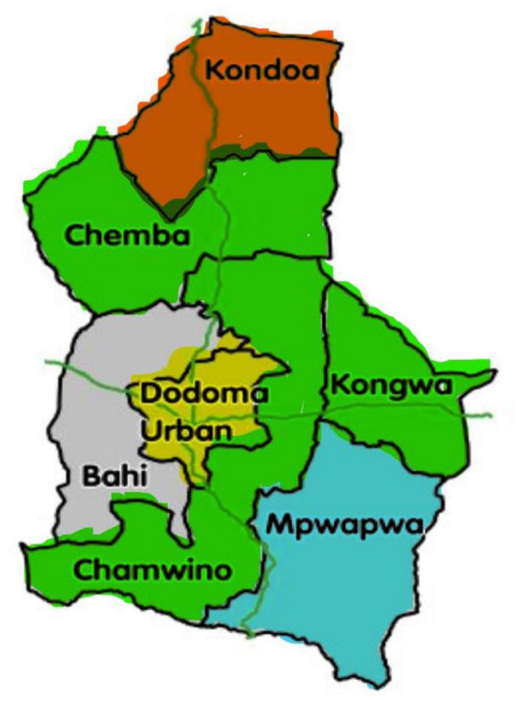 Kondoa
Chemba
Kongwa
Dodoma
Urban
Bahi
Mpwapwa
Chamwino